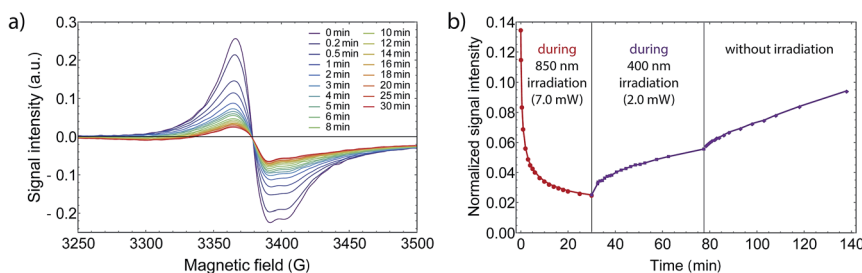 a)
Signal intensity (a.u.)
0.3
0.2
0.1
0.0
- 0.1
- 0.2
3250
3300
3350
3400
3450
3500
Magnetic field (G)
0 min
0.2 min
0.5 min
1 min
2 min
3 min
4 min
5 min
6 min
8 min
10 min
12 min
14 min
16 min
18 min
20 min
25 min
30 min
b)
Normalized signal intensity
0.14
0.12
0.10
0.08
0.06
0.04
0.02
0.00
during
850 nm
irradiation
(7.0 mW)
during
400 nm
irradiation
(2.0 mW)
without irradiation
0
20
40
60
80
100
120
140
Time (min)